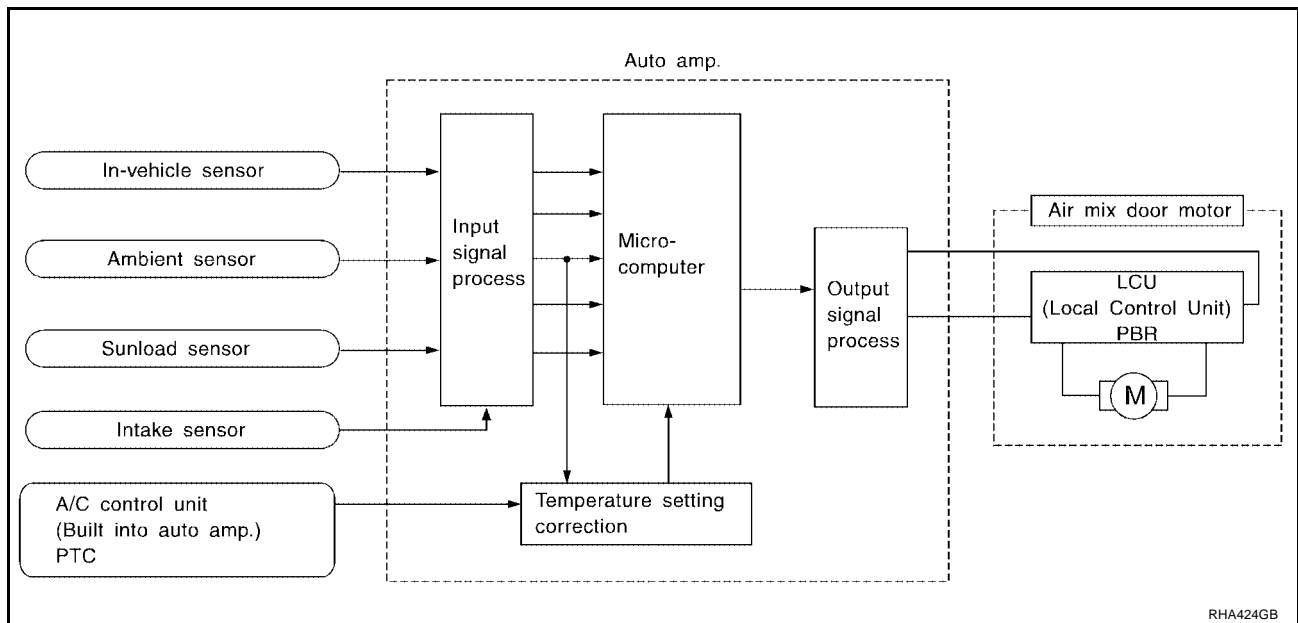 Auto amp.
In-vehicle sensor
Ambient sensor
Sunload sensor
Intake sensor
A/C control unit
(Built into auto amp.)
PTC
Input
signal
process
Micro-
computer
Temperature setting
correction
Output
signal
process
Air mix door motor
LCU
(Local Control Unit)
PBR
M
RHA424GB